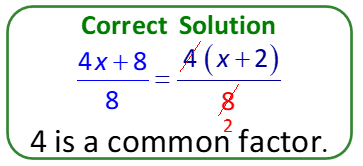 Correct Solution
4x+8/8 = 4(x+2)/8 2
4 is a common factor.